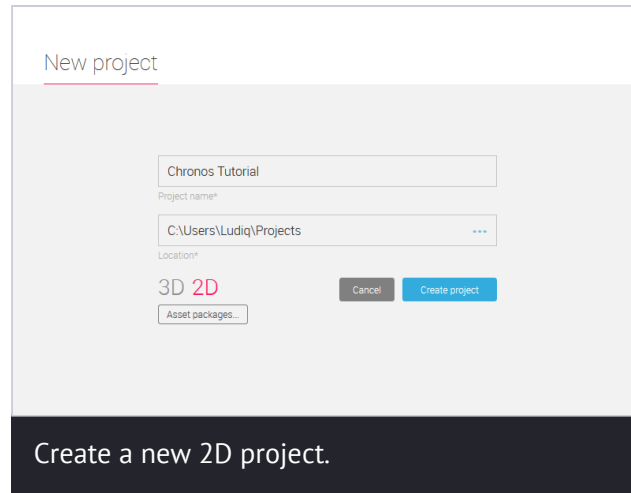 New project
Chronos Tutorial
Project name*
C:\Users\Ludiq\Projects
Location*
3D 2D
Cancel
Create project
Asset packages...
Create a new 2D project.